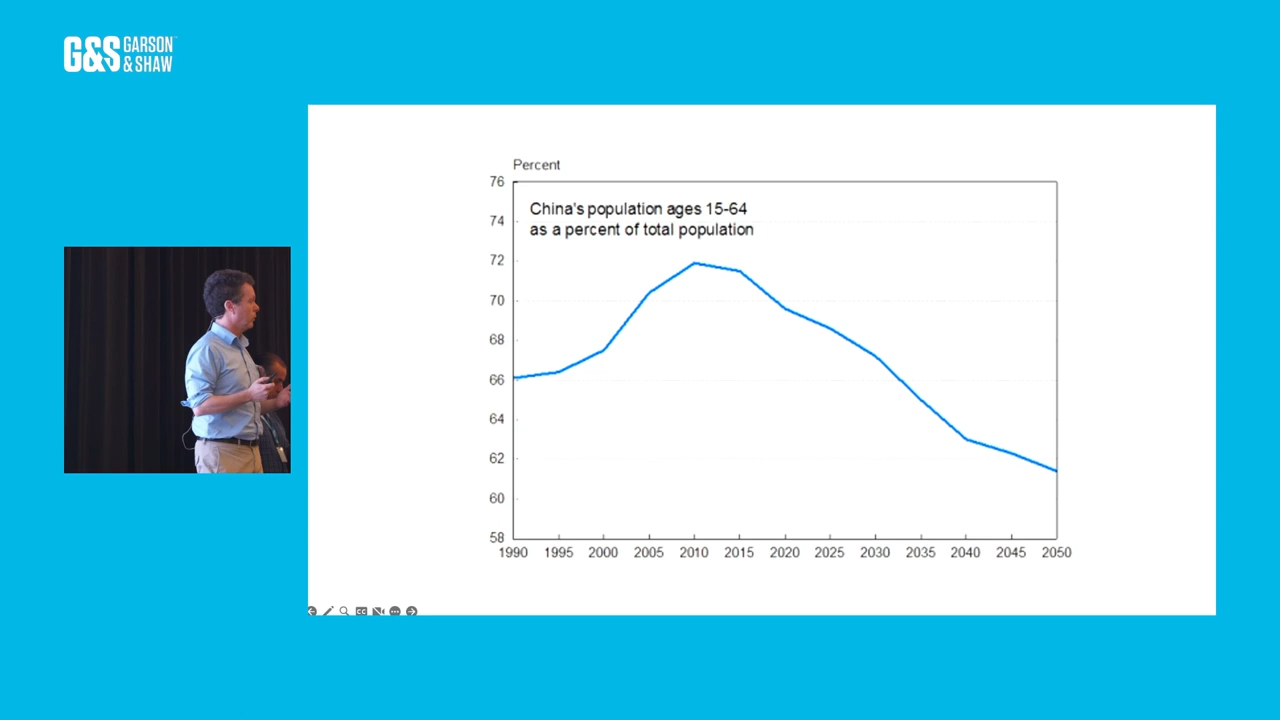 G&S GARSON
& SHAW
Percent
China's population ages 15-64
as a percent of total population
76
74
72
70
68
66
64
62
60
58
1990 1995 2000 2005 2010 2015 2020 2025 2030 2035 2040 2045 2050